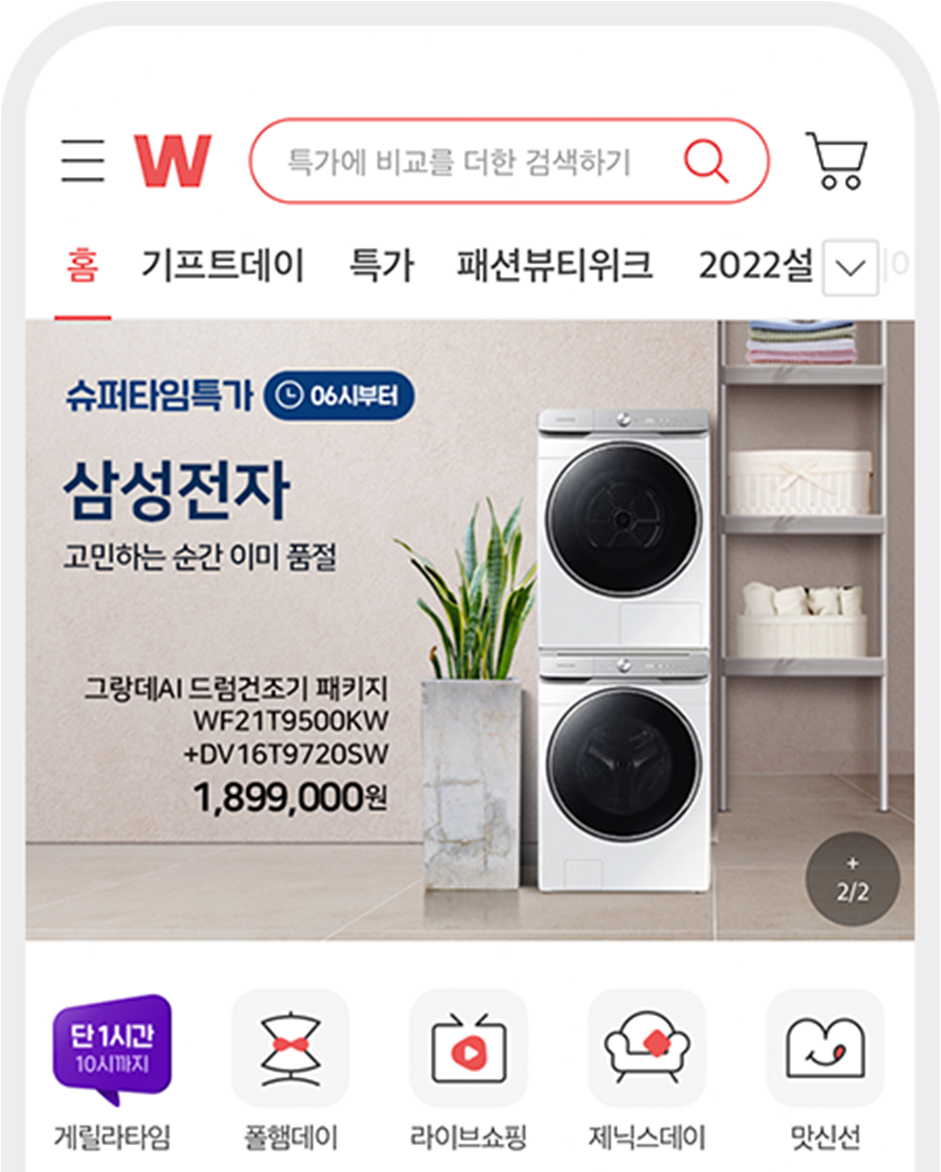 W
특가에 비교를 더한 검색하기
홈 기프트데이 특가 패션뷰티위크 2022설
슈퍼타임특가 06시부터
삼성전자
고민하는 순간 이미 품절
그랑데AI 드럼건조기 패키지
WF21T9500KW
+DV16T9720SW
1,899,000원
+
2/2
단 1시간
10시까지
게릴라타임 폴햄데이 라이브쇼핑 제닉스데이 맛신선